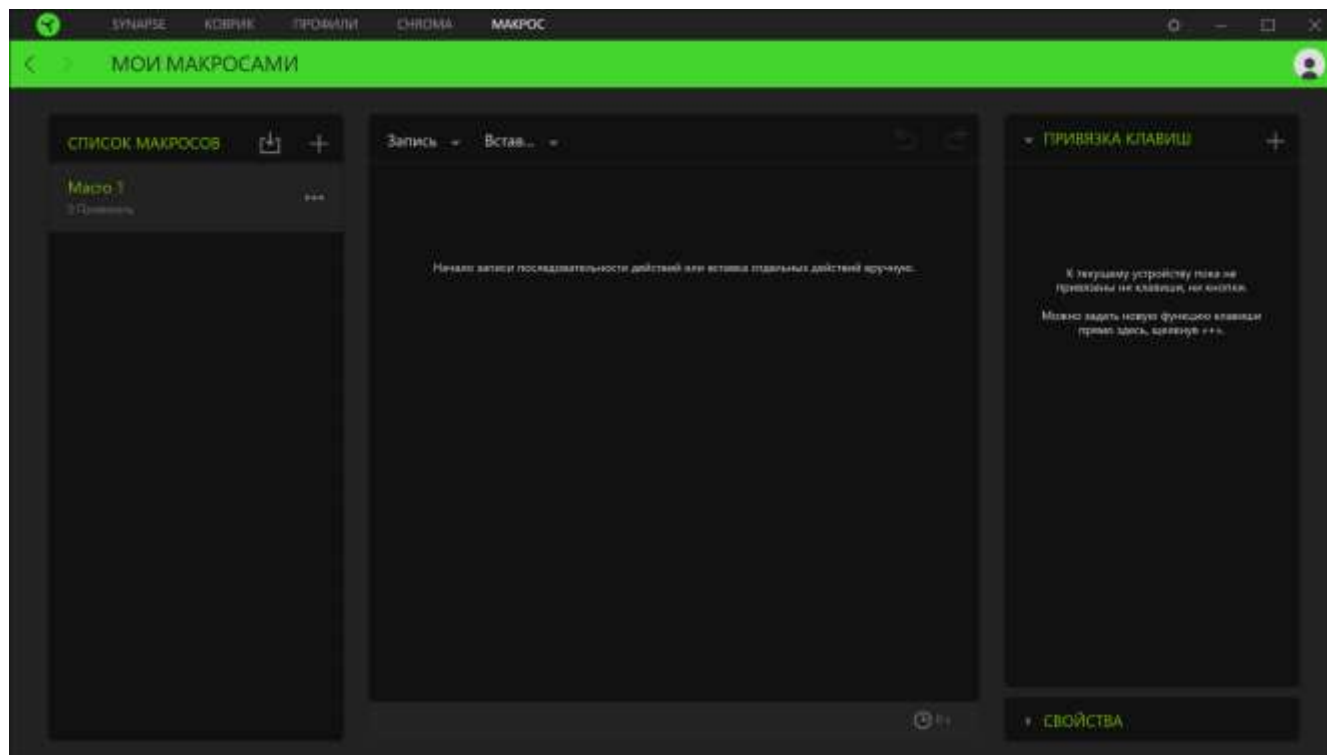 SYNAPSE КОВРИК ПРОФИЛИ CHROMA МАКРОС
МОИ МАКРОСАМИ
СПИСОК МАКРОСОВ
Macro 1
Запись
Встав...
Начало записи последовательности действий или вставка отдельных действий вручную.
ПРИВЯЗКА КЛАВИШ
К текущему устройству пока не
привязаны ни клавиши, ни кнопки.
Можно задать новую функцию клавиши
прямо здесь, щелкнув «+».
СВОЙСТВА